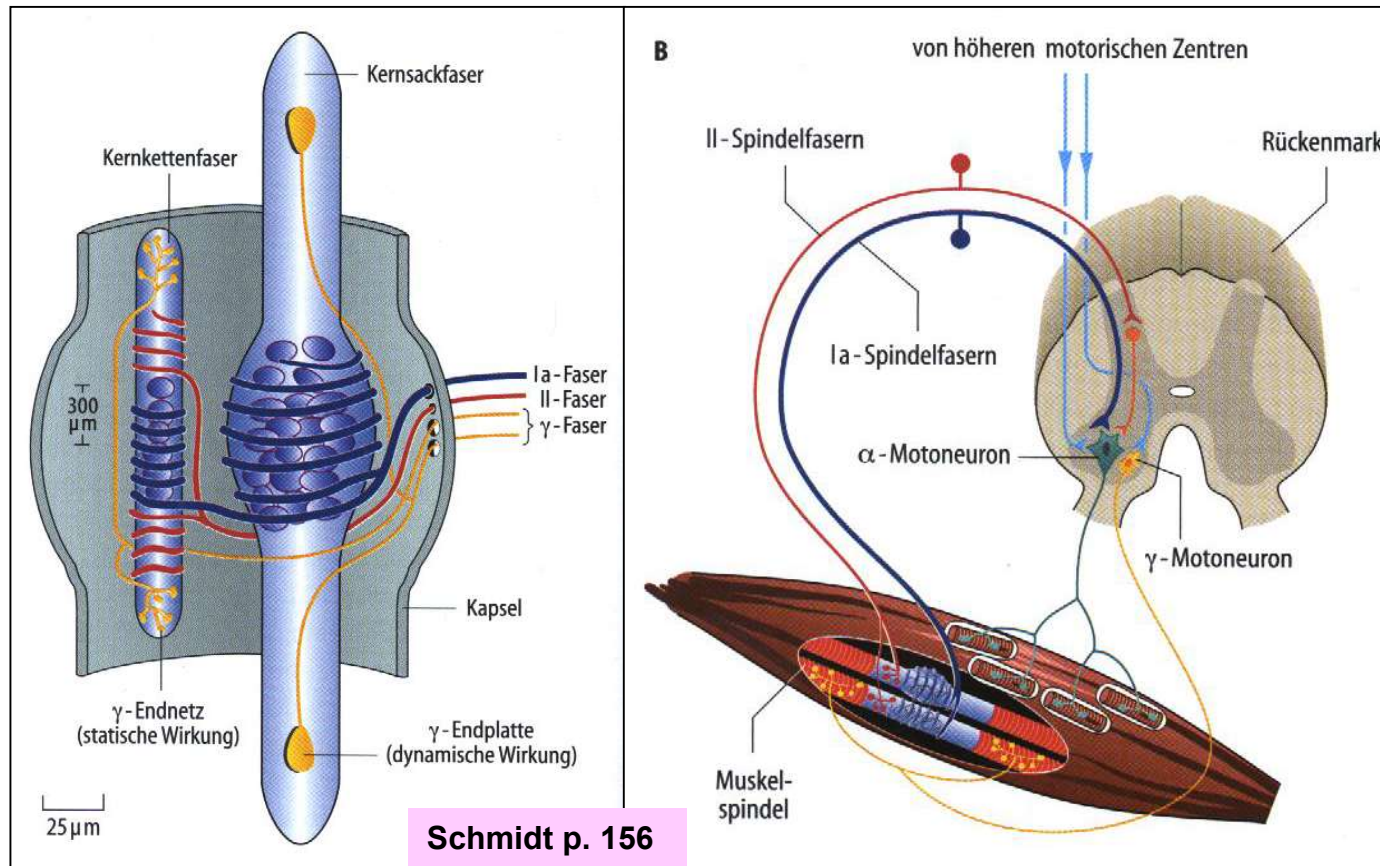 Kernsackfaser
Kernkettenfaser
300
µm
Ia-Faser
II-Faser
γ-Faser
Kapsel
γ-Endnetz
(statische Wirkung)
γ-Endplatte
(dynamische Wirkung)
25 µm
Schmidt p. 156
B
von höheren motorischen Zentren
II-Spindelfasern
Rückenmark
Ia-Spindelfasern
α-Motoneuron
γ-Motoneuron
Muskel-
spindel